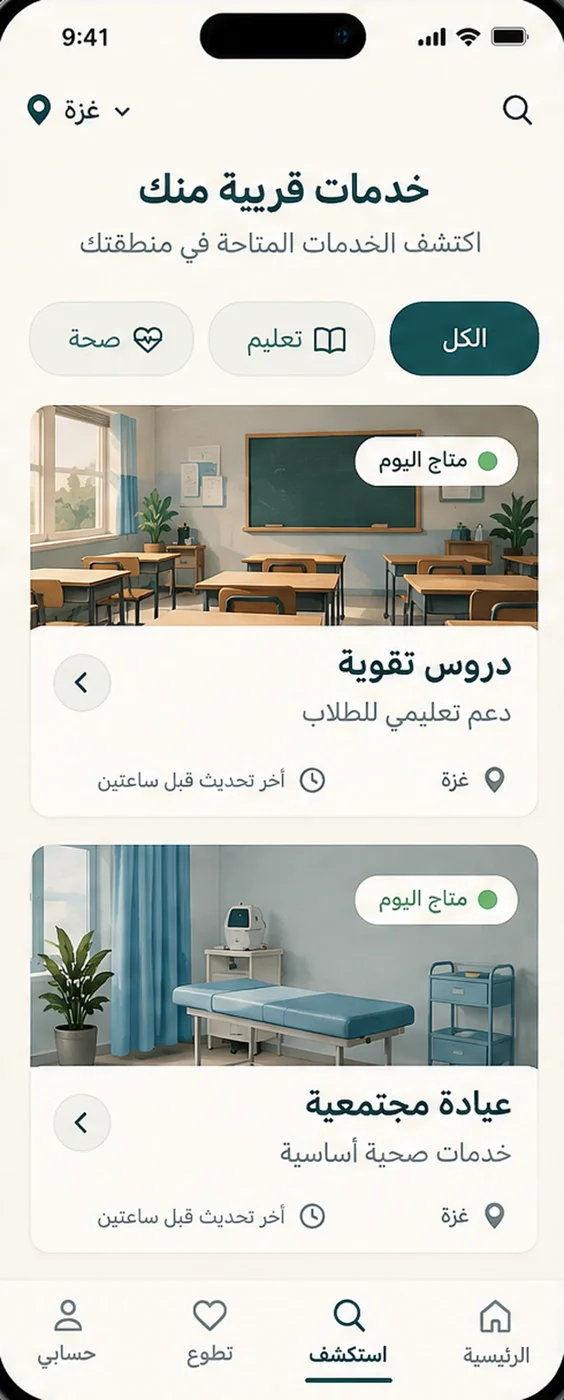 9:41
غزة
خدمات قريبة منك
اكتشف الخدمات المتاحة في منطقتك
الكل
تعليم
صحة
متاج اليوم
دروس تقوية
دعم تعليمي للطلاب
غزة
أخر تحديث قبل ساعتين
متاج اليوم
عيادة مجتمعية
خدمات صحية أساسية
غزة
أخر تحديث قبل ساعتين
الرئيسية
استكشف
تطوع
حسابي